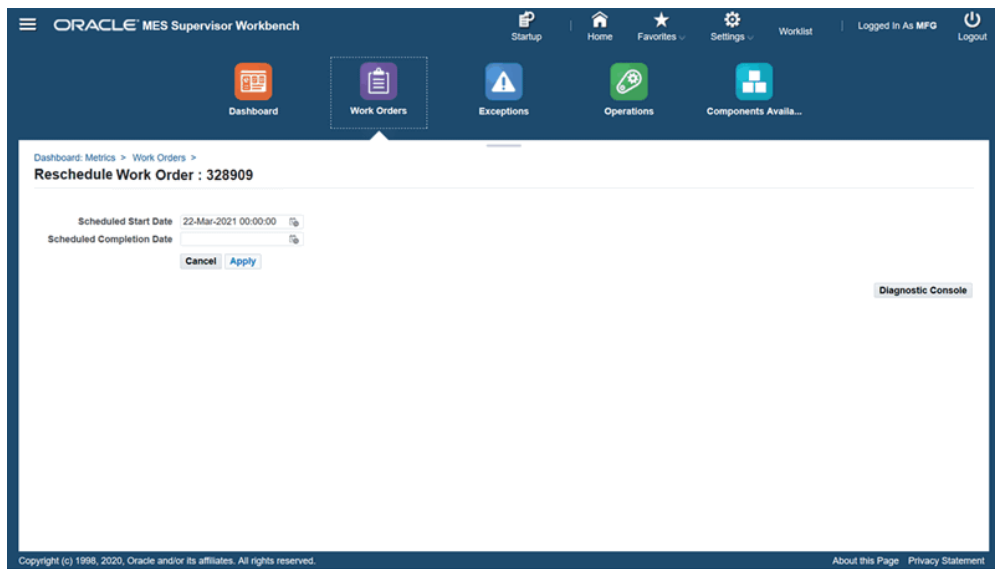 ORACLE MES Supervisor Workbench
Startup
Home
Favorites
Settings
Worklist
Logged In As MFG
Logout
Dashboard
Work Orders
Exceptions
Operations
Components Availa...
Dashboard: Metrics > Work Orders >
Reschedule Work Order : 328909
Scheduled Start Date 22-Mar-2021 00:00:00
Scheduled Completion Date
Cancel Apply
Diagnostic Console
Copyright (c) 1998, 2020, Oracle and/or its affiliates. All rights reserved.
About this Page Privacy Statement